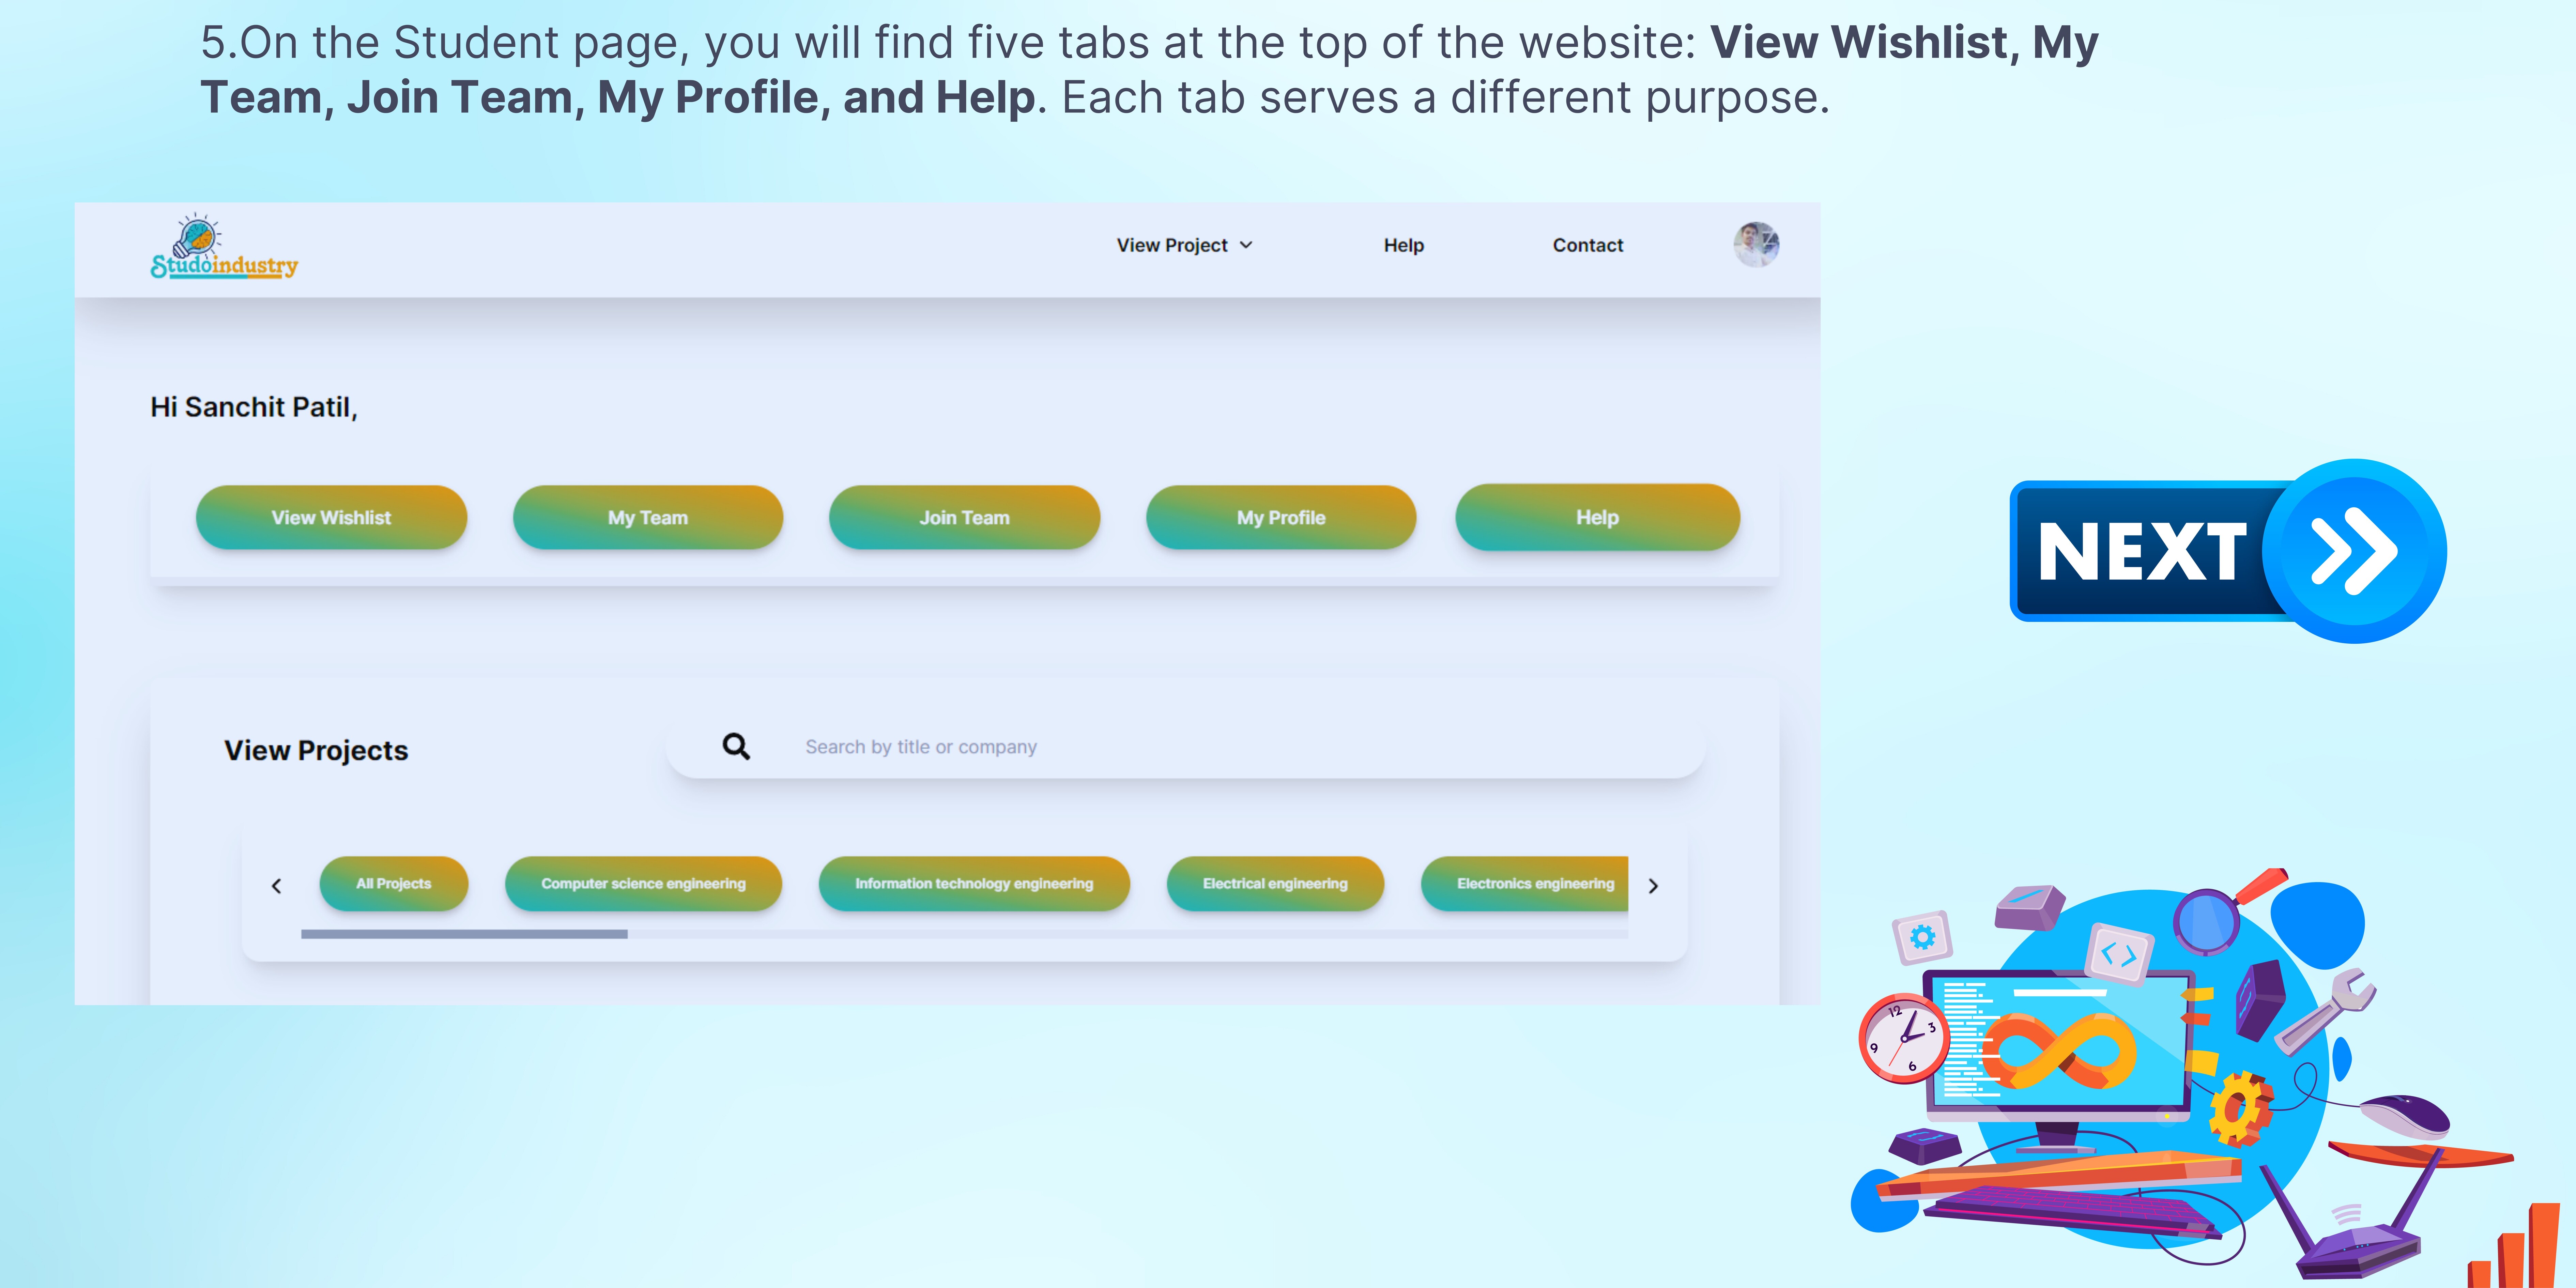 5.On the Student page, you will find five tabs at the top of the website: View Wishlist, My
Team, Join Team, My Profile, and Help. Each tab serves a different purpose.
Studoindustry
View Project
Help
Contact
Hi Sanchit Patil,
View Wishlist
My Team
Join Team
My Profile
Help
NEXT
View Projects
Search by title or company
All Projects
Computer science engineering
Information technology engineering
Electrical engineering
Electronics engineering
12
3
6
9